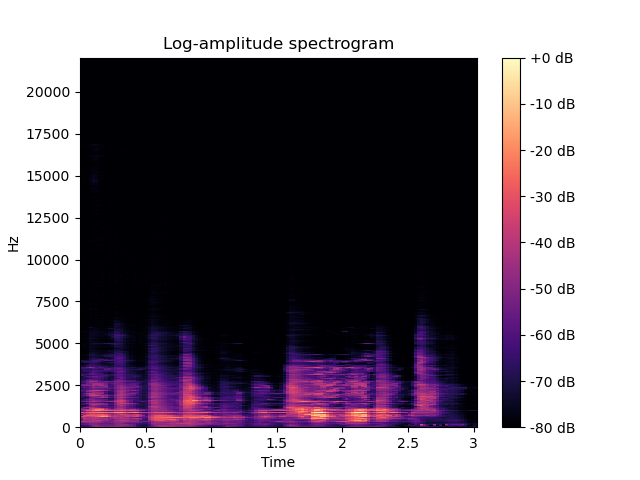 Log-amplitude spectrogram
Hz
20000
17500
15000
12500
10000
7500
5000
2500
0
0 0.5 1 1.5 2 2.5 3
Time
+0 dB
-10 dB
-20 dB
-30 dB
-40 dB
-50 dB
-60 dB
-70 dB
-80 dB